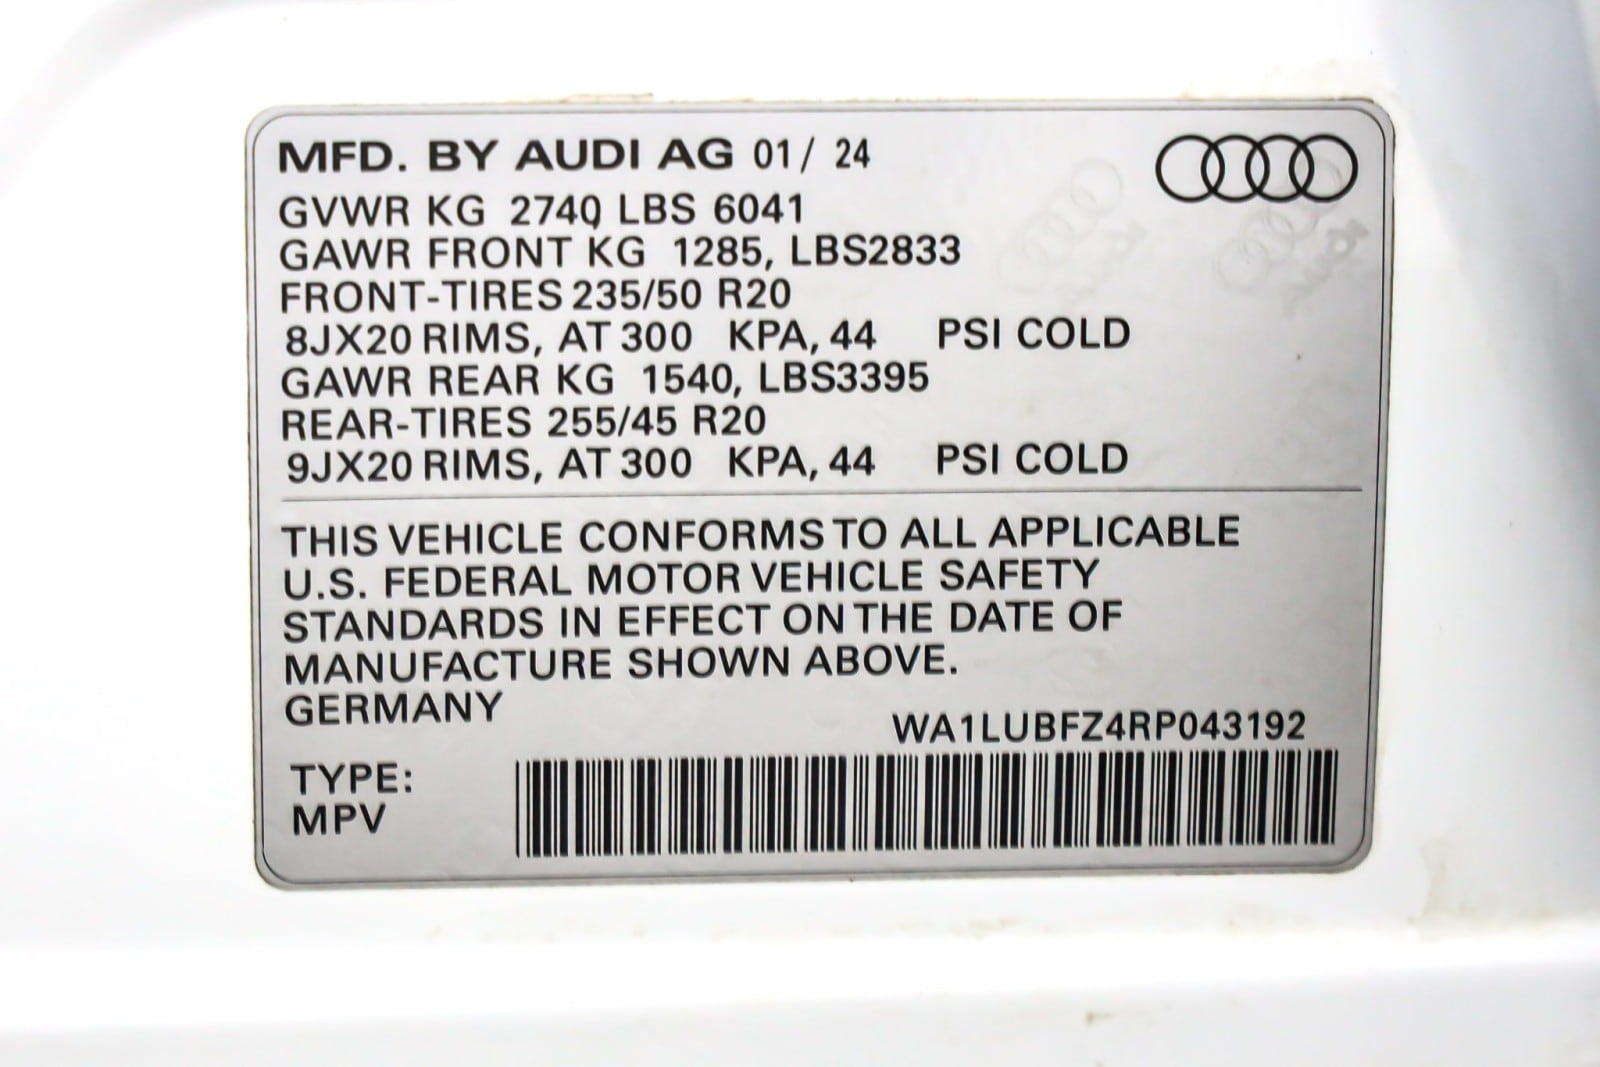 MFD. BY AUDI AG 01/ 24
GVWR KG 2740 LBS 6041
GAWR FRONT KG 1285, LBS2833
FRONT-TIRES 235/50 R20
8JX20 RIMS, AT 300 KPA, 44 PSI COLD
GAWR REAR KG 1540, LBS3395
REAR-TIRES 255/45 R20
9JX20 RIMS, AT 300 KPA, 44 PSI COLD
THIS VEHICLE CONFORMS TO ALL APPLICABLE
U.S. FEDERAL MOTOR VEHICLE SAFETY
STANDARDS IN EFFECT ON THE DATE OF
MANUFACTURE SHOWN ABOVE.
GERMANY
WA1LUBFZ4RP043192
TYPE:
MPV